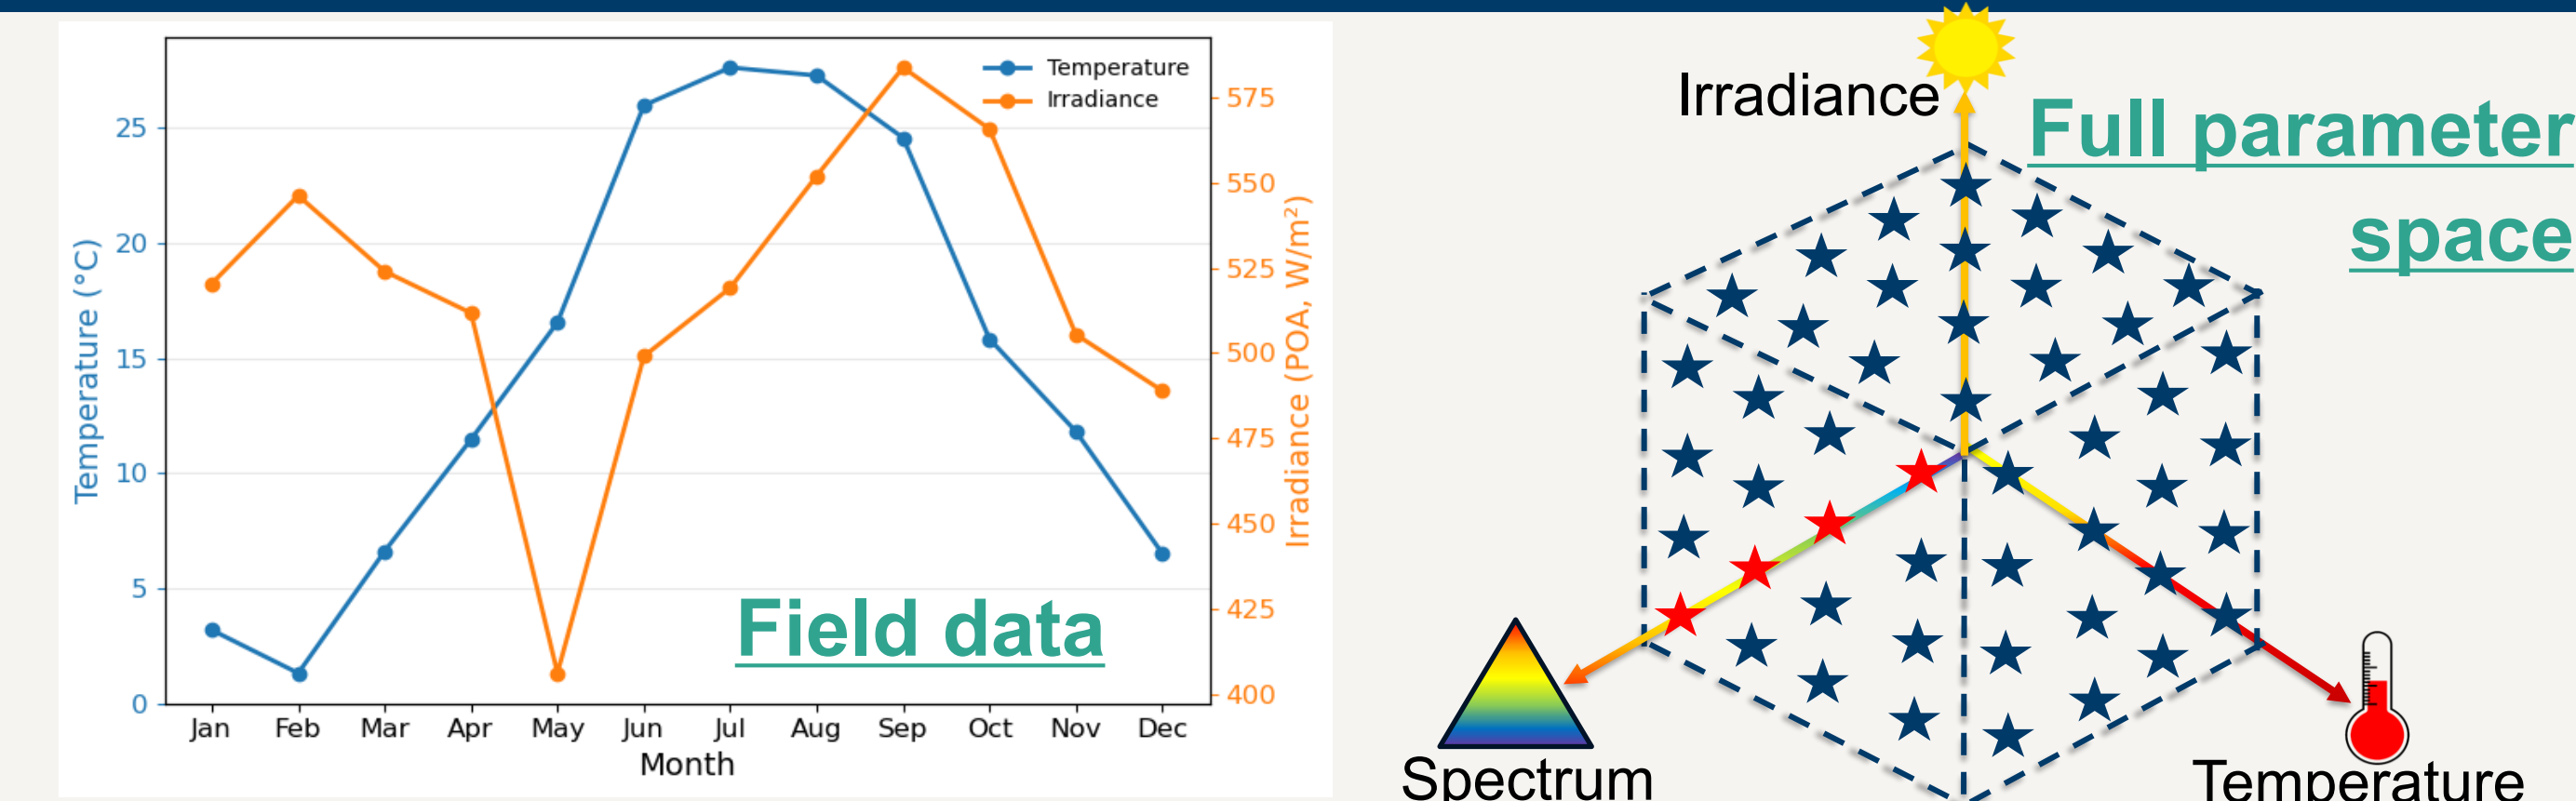 Temperature
Irradiance
Temperature (°C)
25
20
15
10
5
0
575
550
525
500
475
450
425
400
Irradiance (POA, W/m²)
Field data
Jan Feb Mar Apr May Jun Jul Aug Sep Oct Nov Dec
Month
Irradiance
Full parameter
space
Spectrum
Temperature